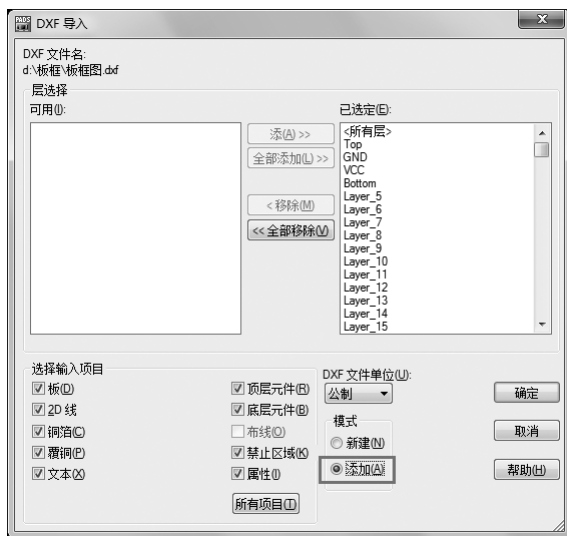 PADS
DXF 导入
DXF 文件名:
d:\板框\板框图.dxf
层选择
可用(I):
已选定(E):
添(A) >>
全部添加(L) >>
< 移除(M)
<< 全部移除(V)
<所有层>
Top
GND
VCC
Bottom
Layer_5
Layer_6
Layer_7
Layer_8
Layer_9
Layer_10
Layer_11
Layer_12
Layer_13
Layer_14
Layer_15
选择输入项目
板(D)
2D 线
铜箔(C)
覆铜(P)
文本(X)
顶层元件(R)
底层元件(B)
布线(O)
禁止区域(K)
属性(I)
所有项目(T)
DXF 文件单位(U):
公制
模式
新建(N)
添加(A)
确定
取消
帮助(H)